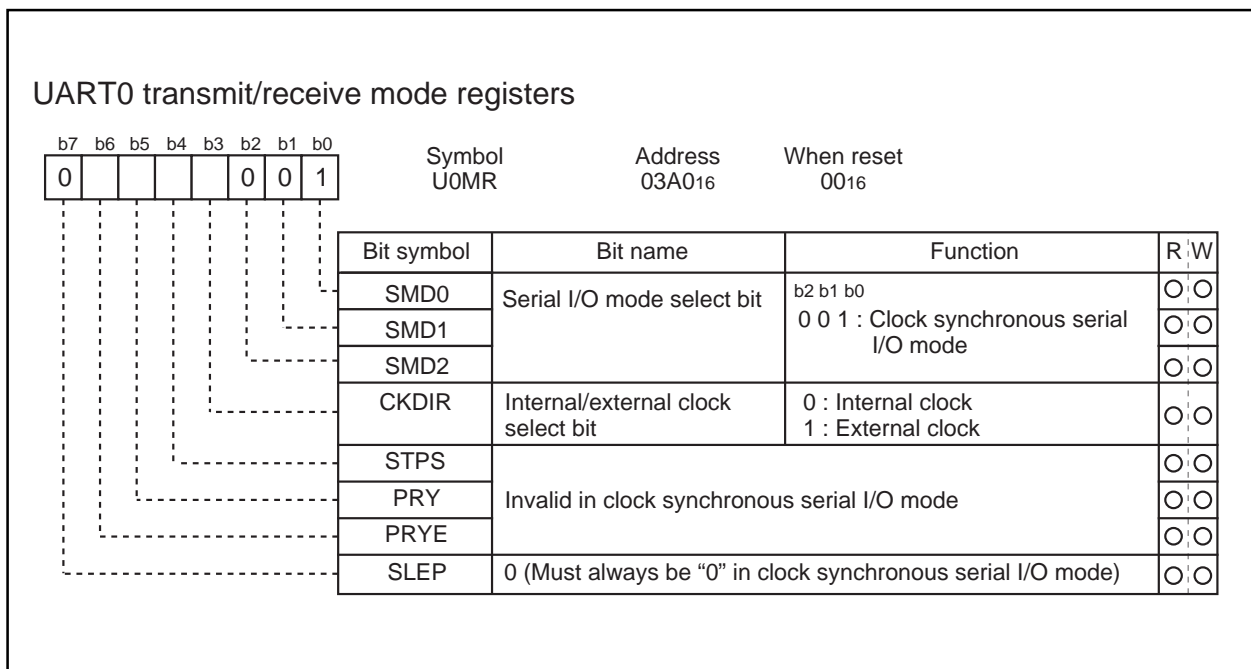 UART0 transmit/receive mode registers
b7 b6 b5 b4 b3 b2 b1 b0
0 0 0 1
Symbol Address When reset
U0MR 03A016 0016
Bit symbol Bit name Function R W
SMD0 Serial I/O mode select bit b2 b1 b0
SMD1 0 0 1 : Clock synchronous serial
I/O mode
SMD2
CKDIR Internal/external clock 0 : Internal clock
select bit 1 : External clock
STPS
PRY Invalid in clock synchronous serial I/O mode
PRYE
SLEP 0 (Must always be “0” in clock synchronous serial I/O mode)